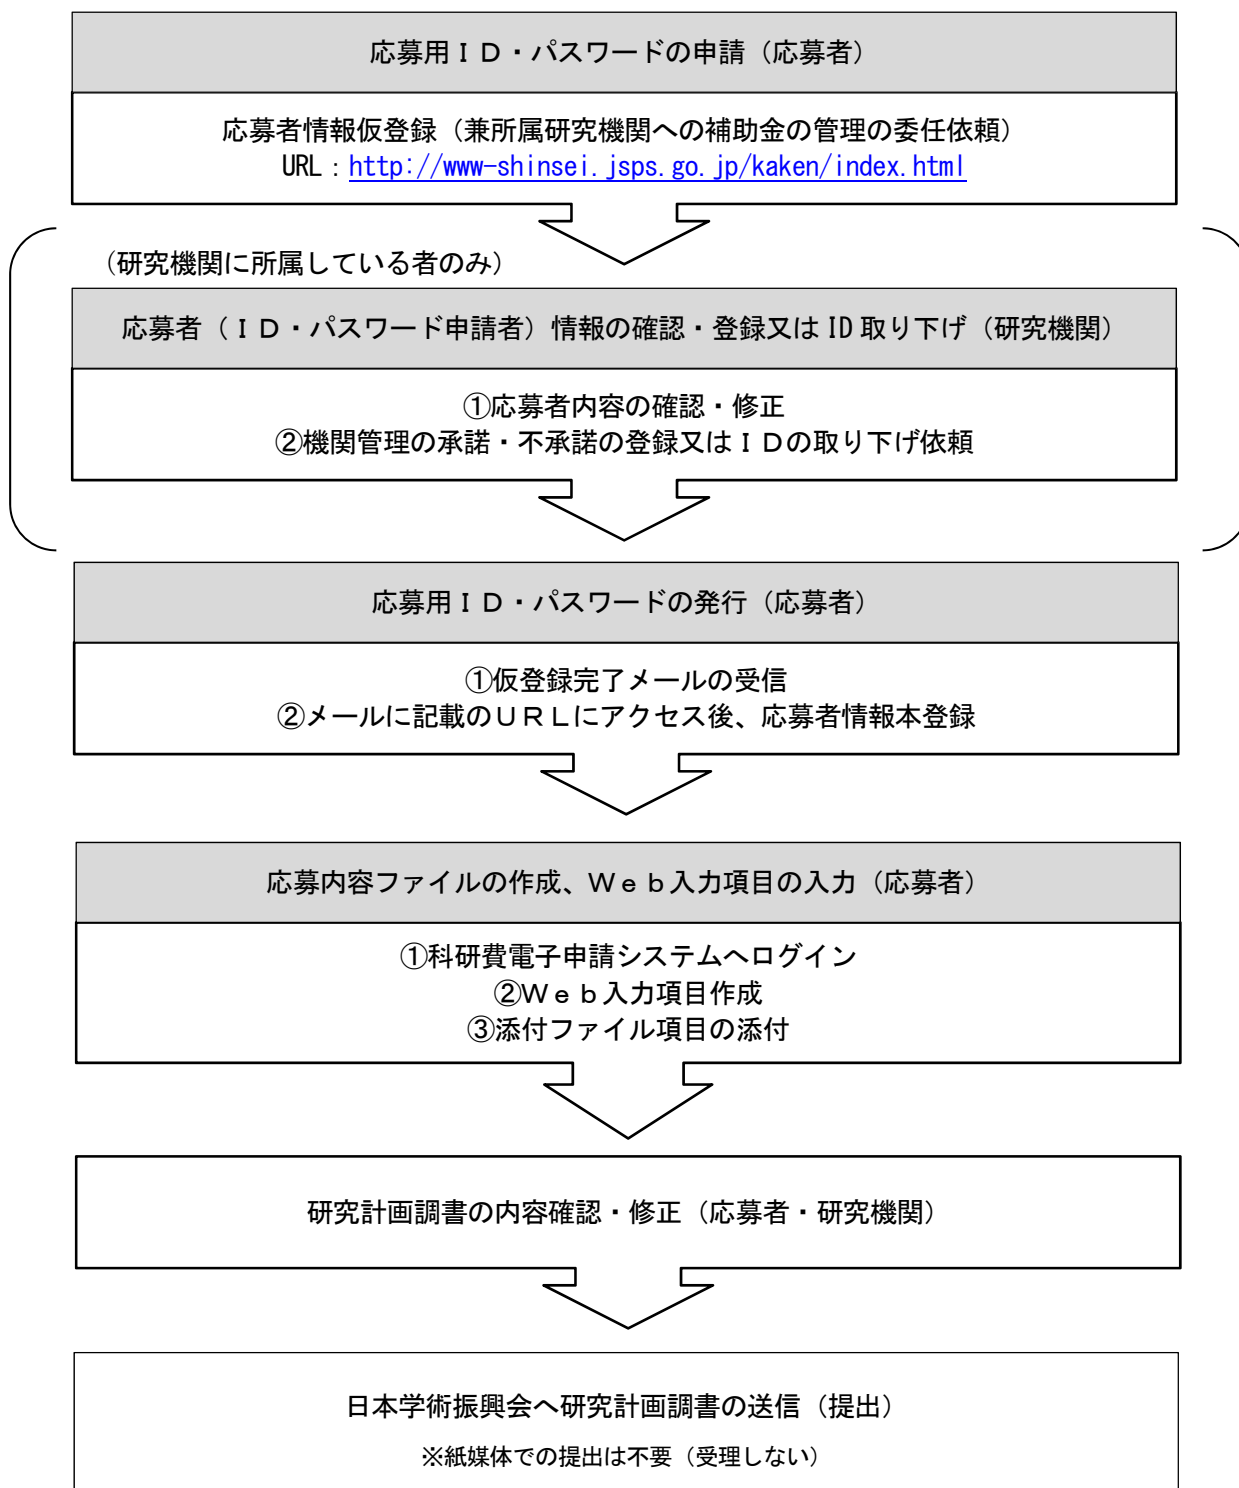 応募用ＩＤ・パスワードの申請（応募者）
応募者情報仮登録（兼所属研究機関への補助金の管理の委任依頼）
URL：http://www-shinsei.jsps.go.jp/kaken/index.html
（研究機関に所属している者のみ）
応募者（ＩＤ・パスワード申請者）情報の確認・登録又は ID 取り下げ（研究機関）
①応募者内容の確認・修正
②機関管理の承諾・不承諾の登録又はＩＤの取り下げ依頼
応募用ＩＤ・パスワードの発行（応募者）
①仮登録完了メールの受信
②メールに記載のＵＲＬにアクセス後、応募者情報本登録
応募内容ファイルの作成、Ｗｅｂ入力項目の入力（応募者）
①科研費電子申請システムへログイン
②Ｗｅｂ入力項目作成
③添付ファイル項目の添付
研究計画調書の内容確認・修正（応募者・研究機関）
日本学術振興会へ研究計画調書の送信（提出）
※紙媒体での提出は不要（受理しない）